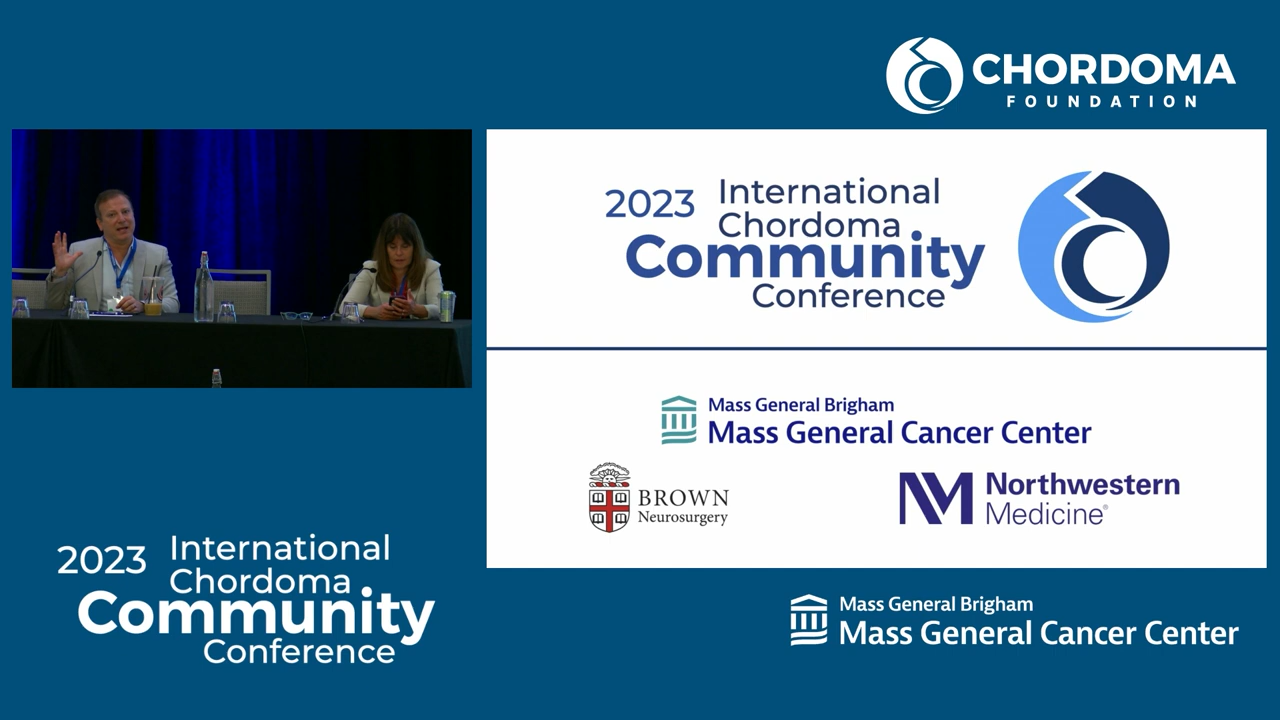 CHORDOMA
FOUNDATION
2023 International
Chordoma
Community
Conference
Mass General Brigham
Mass General Cancer Center
BROWN
Neurosurgery
Northwestern
Medicine®
2023 International
Chordoma
Community
Conference
Mass General Brigham
Mass General Cancer Center